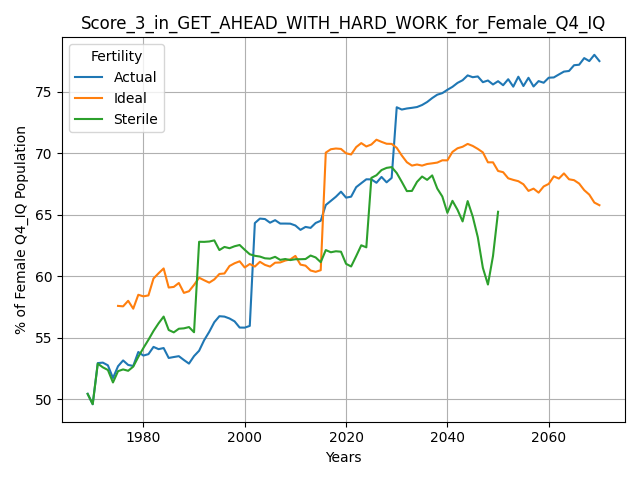 Score_3_in_GET_AHEAD_WITH_HARD_WORK_for_Female_Q4_IQ
Fertility
Actual
Ideal
Sterile
% of Female Q4_IQ Population
75
70
65
60
55
50
1980
2000
2020
2040
2060
Years